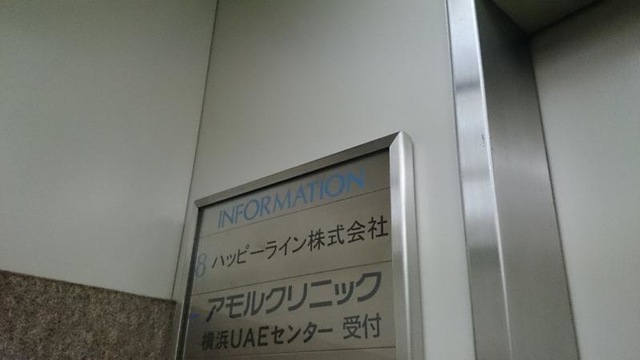 INFORMATION
8 ハッピーライン株式会社
アモルクリニック
横浜UAEセンター 受付